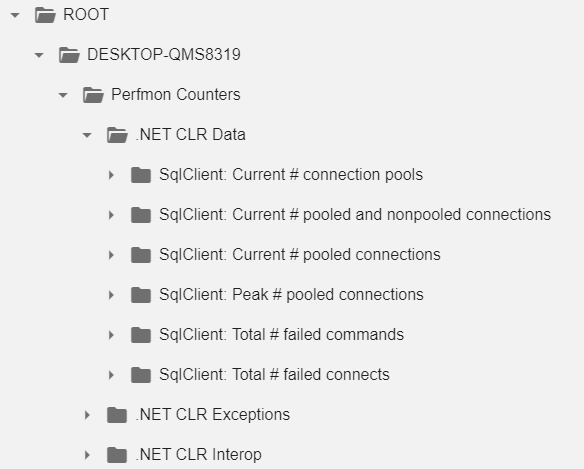 ROOT
DESKTOP-QMS8319
Perfmon Counters
.NET CLR Data
SqlClient: Current # connection pools
SqlClient: Current # pooled and nonpooled connections
SqlClient: Current # pooled connections
SqlClient: Peak # pooled connections
SqlClient: Total # failed commands
SqlClient: Total # failed connects
.NET CLR Exceptions
.NET CLR Interop